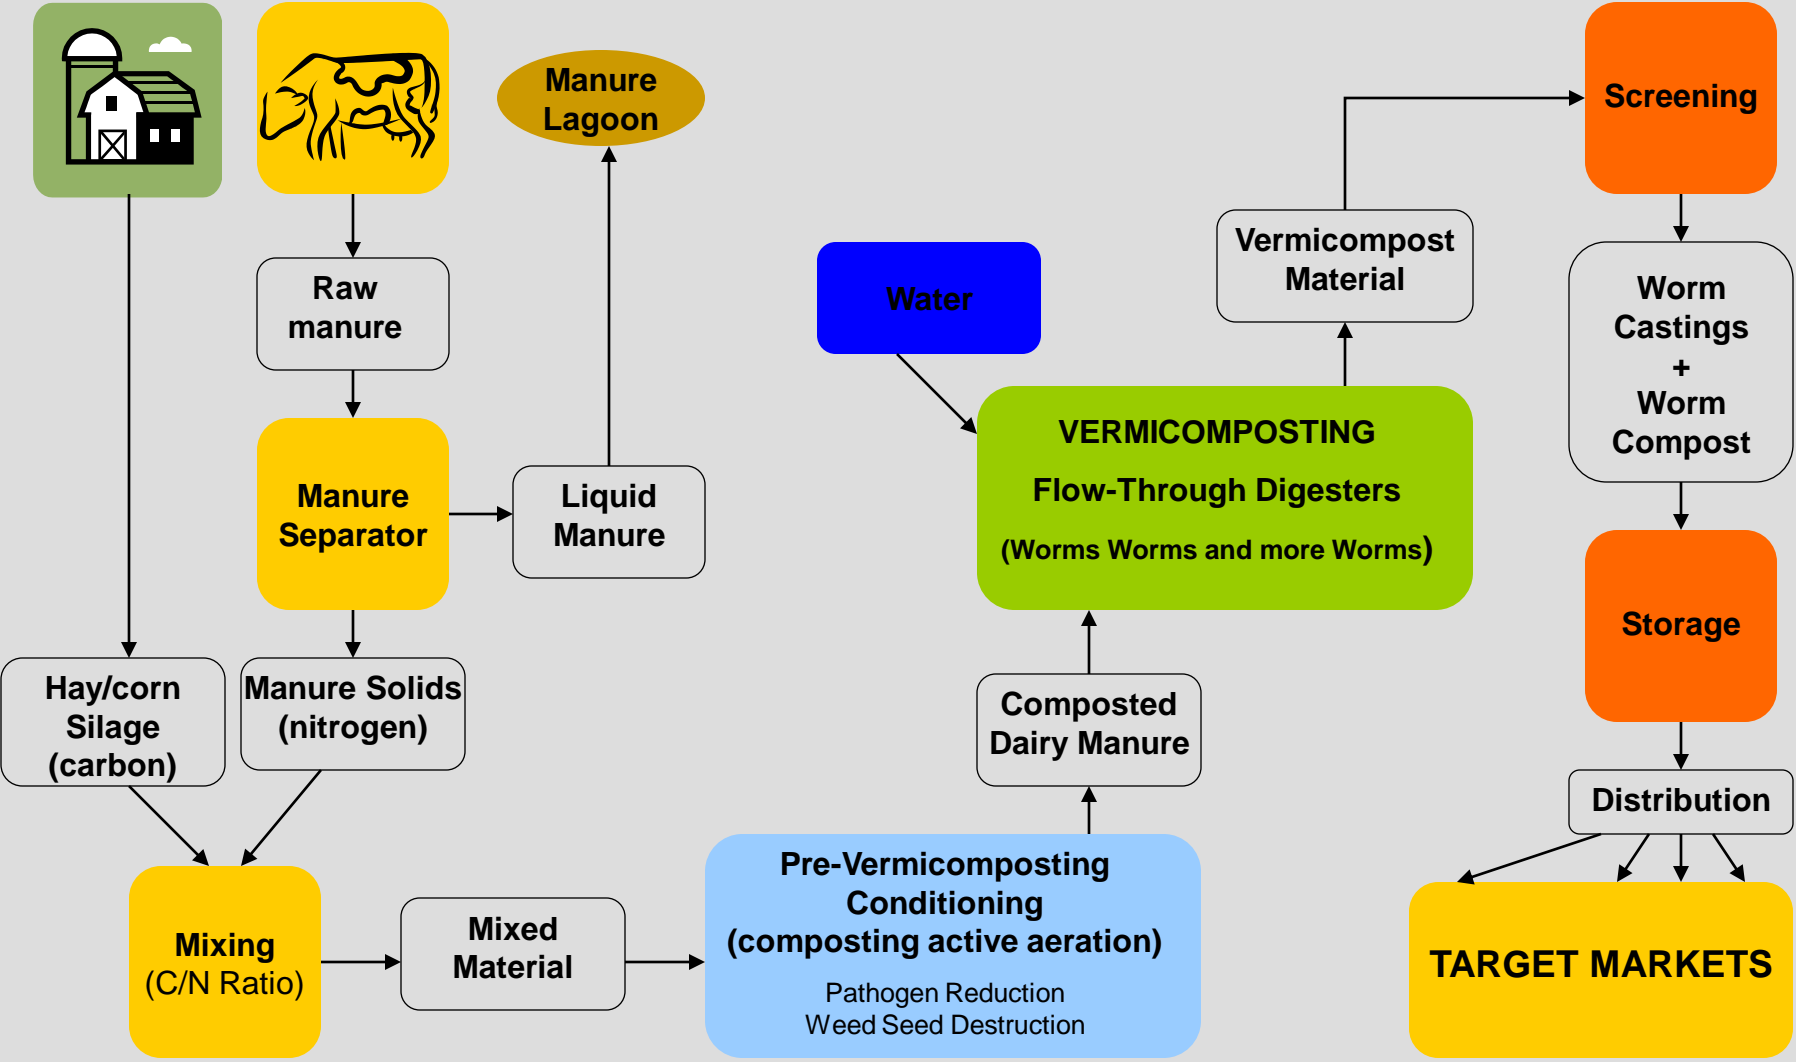 Manure
Lagoon
Screening
Raw
manure
Water
Vermicompost
Material
Worm
Castings
+
Worm
Compost
Manure
Separator
Liquid
Manure
VERMICOMPOSTING
Flow-Through Digesters
(Worms Worms and more Worms)
Storage
Hay/corn
Silage
(carbon)
Manure Solids
(nitrogen)
Composted
Dairy Manure
Distribution
Mixing
(C/N Ratio)
Mixed
Material
Pre-Vermicomposting
Conditioning
(composting active aeration)
Pathogen Reduction
Weed Seed Destruction
TARGET MARKETS